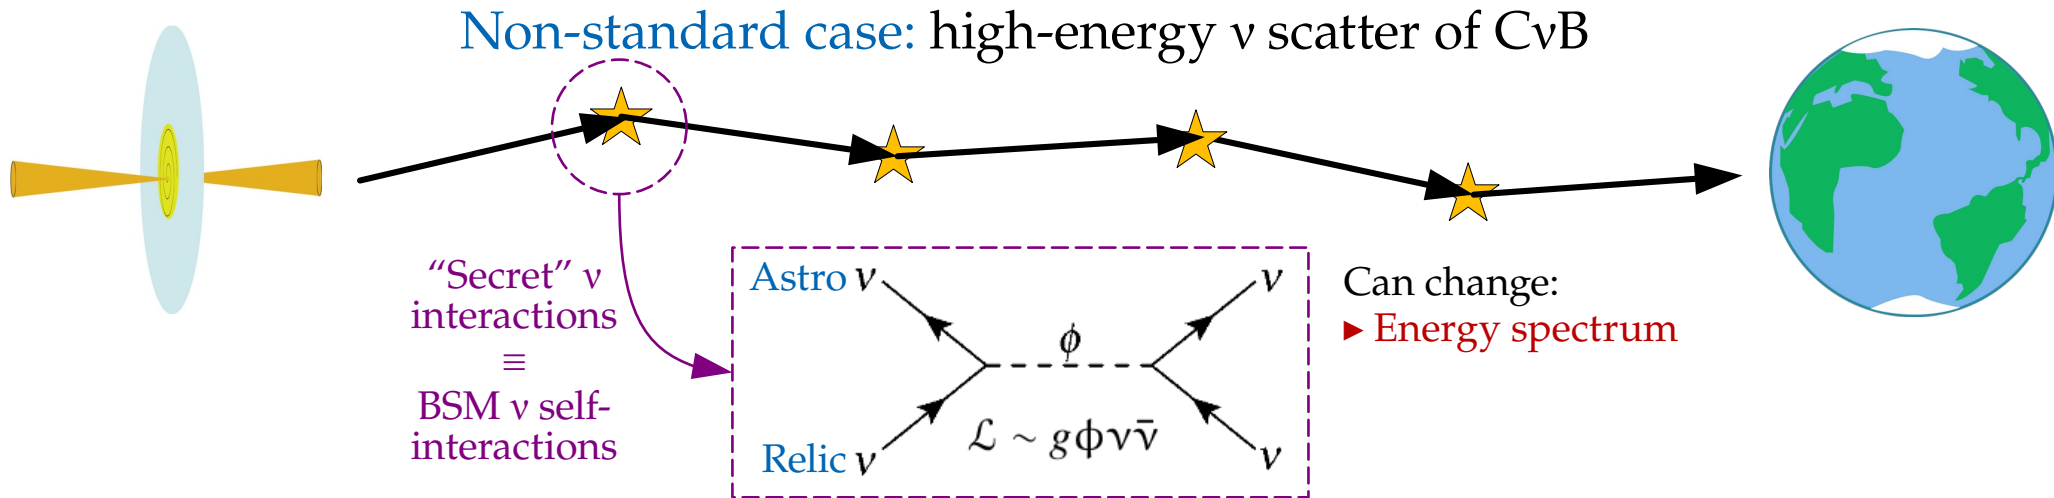 Non-standard case: high-energy ν scatter of CνB
“Secret” ν
interactions
≡
BSM ν self-
interactions
Astro ν
ν
ϕ
ℒ ~ gϕνν̄
Relic ν
ν
Can change:
▸ Energy spectrum